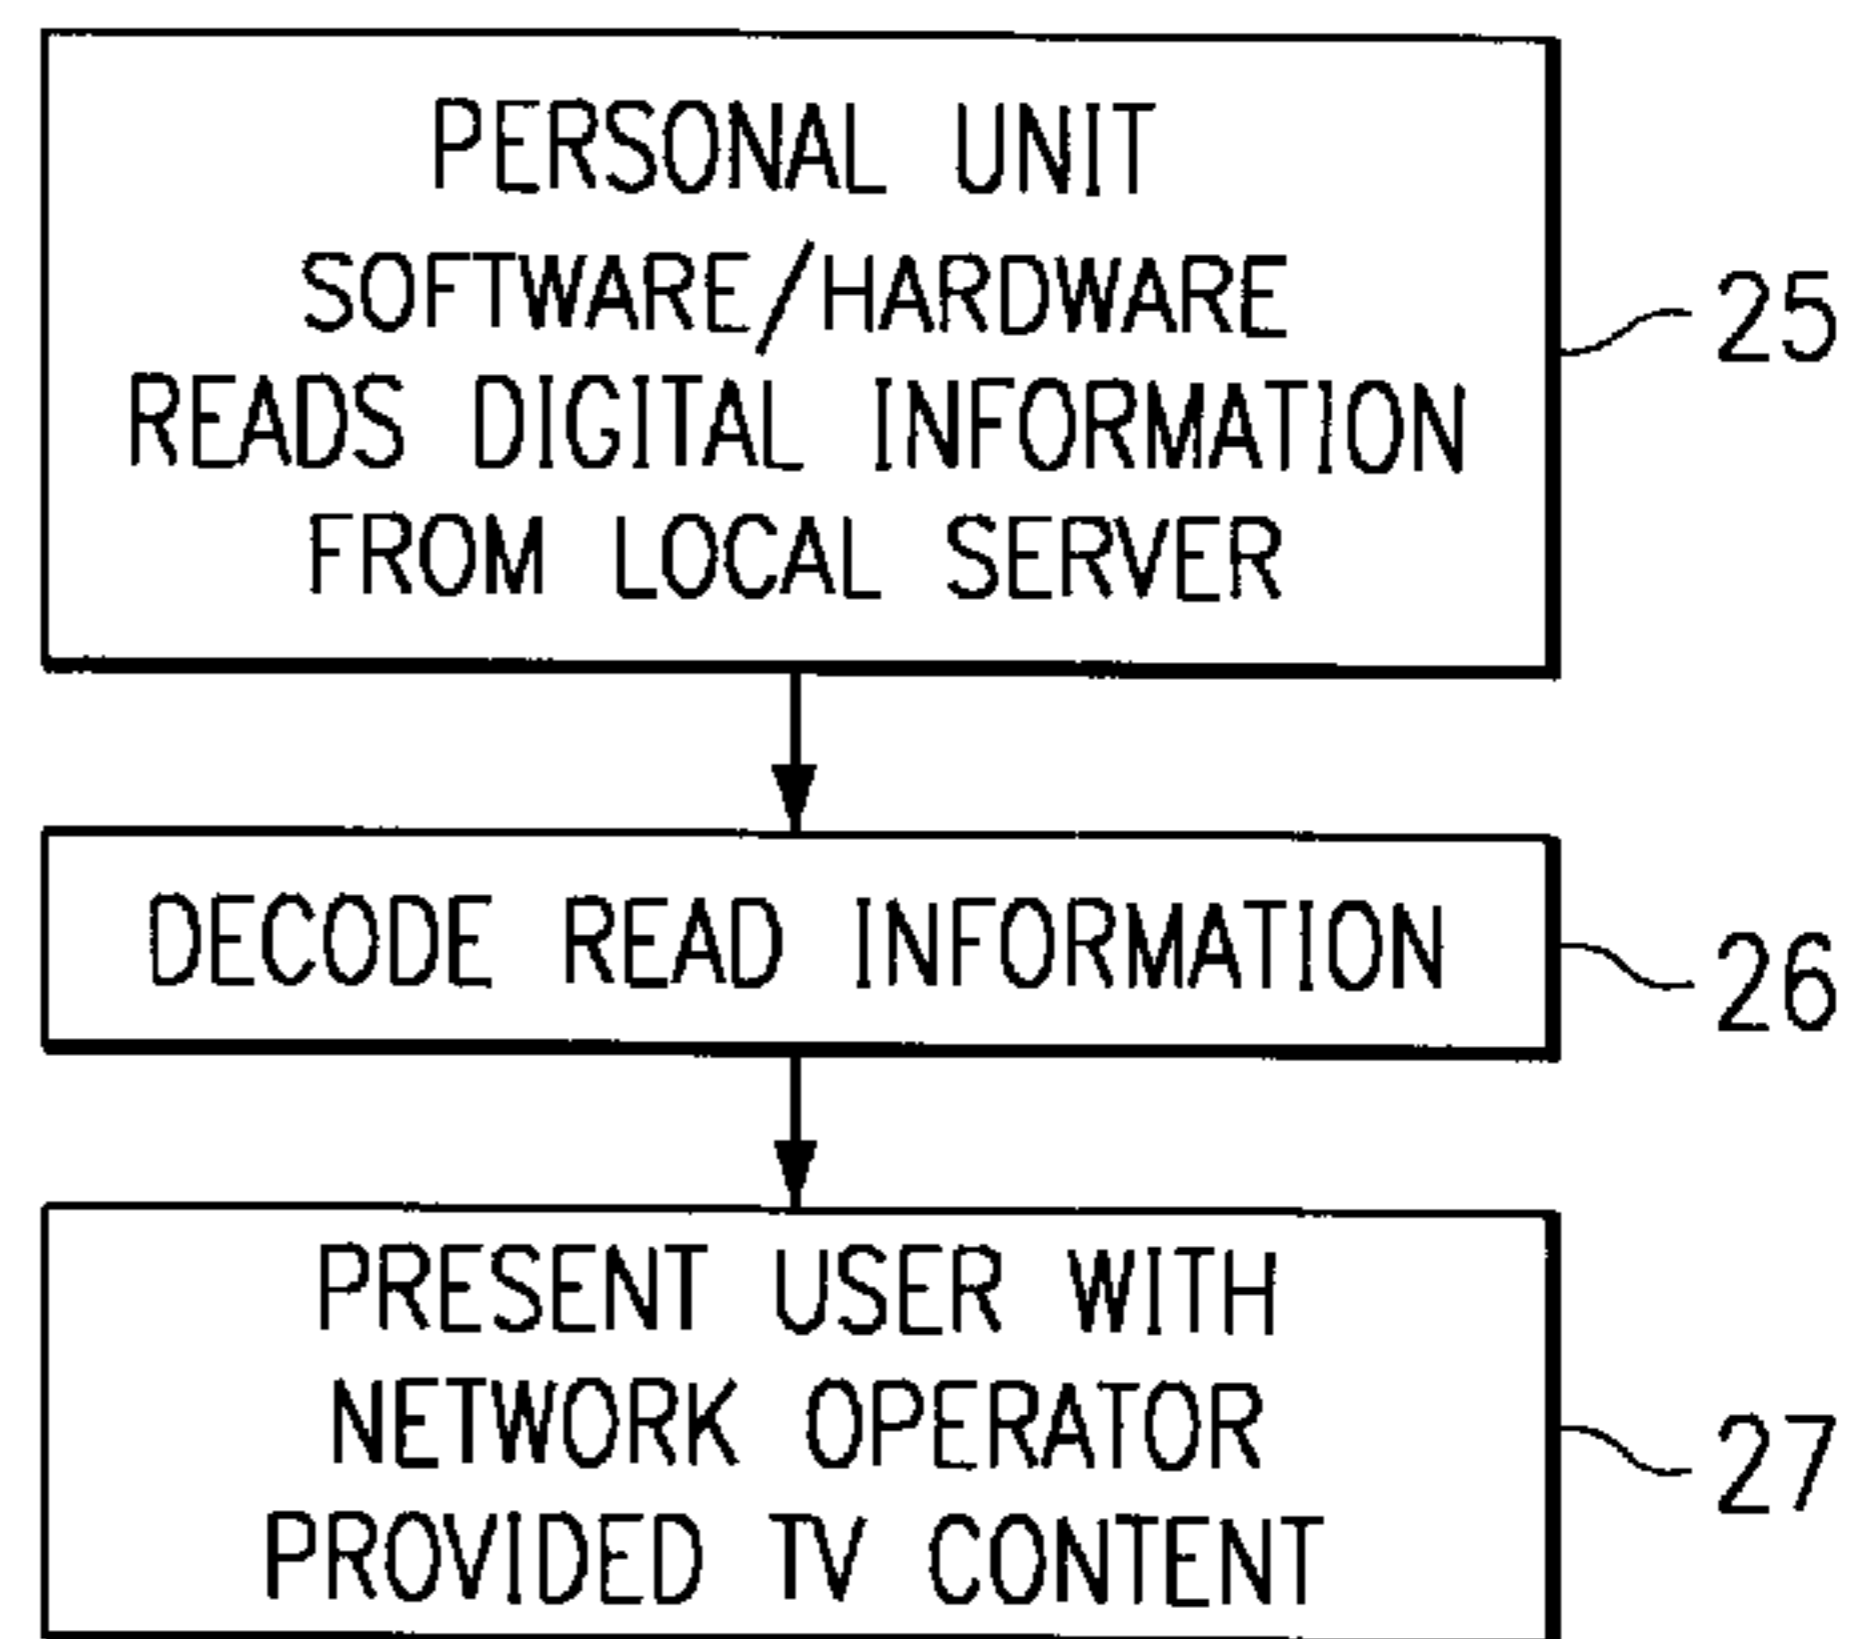 PERSONAL UNIT
SOFTWARE/HARDWARE
READS DIGITAL INFORMATION
FROM LOCAL SERVER
25
DECODE READ INFORMATION
26
PRESENT USER WITH
NETWORK OPERATOR
PROVIDED TV CONTENT
27